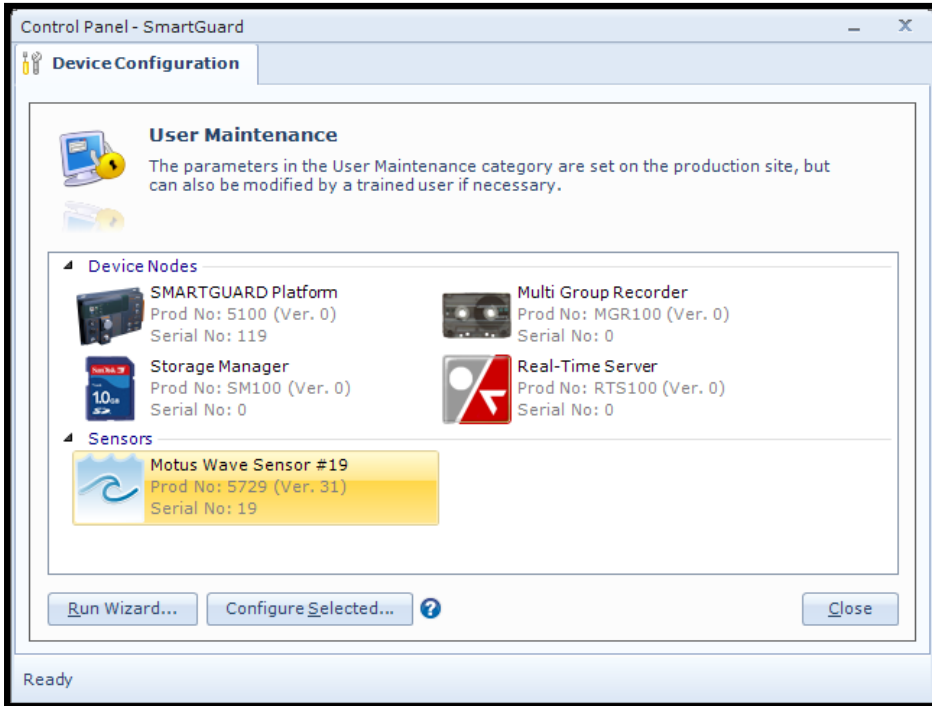 Control Panel - SmartGuard
Device Configuration
User Maintenance
The parameters in the User Maintenance category are set on the production site, but
can also be modified by a trained user if necessary.
Device Nodes
SMARTGUARD Platform
Prod No: 5100 (Ver. 0)
Serial No: 119
Multi Group Recorder
Prod No: MGR100 (Ver. 0)
Serial No: 0
SanDisk
1.0 GB
Storage Manager
Prod No: SM100 (Ver. 0)
Serial No: 0
Real-Time Server
Prod No: RTS100 (Ver. 0)
Serial No: 0
Sensors
Motus Wave Sensor #19
Prod No: 5729 (Ver. 31)
Serial No: 19
Run Wizard...
Configure Selected...
?
Close
Ready